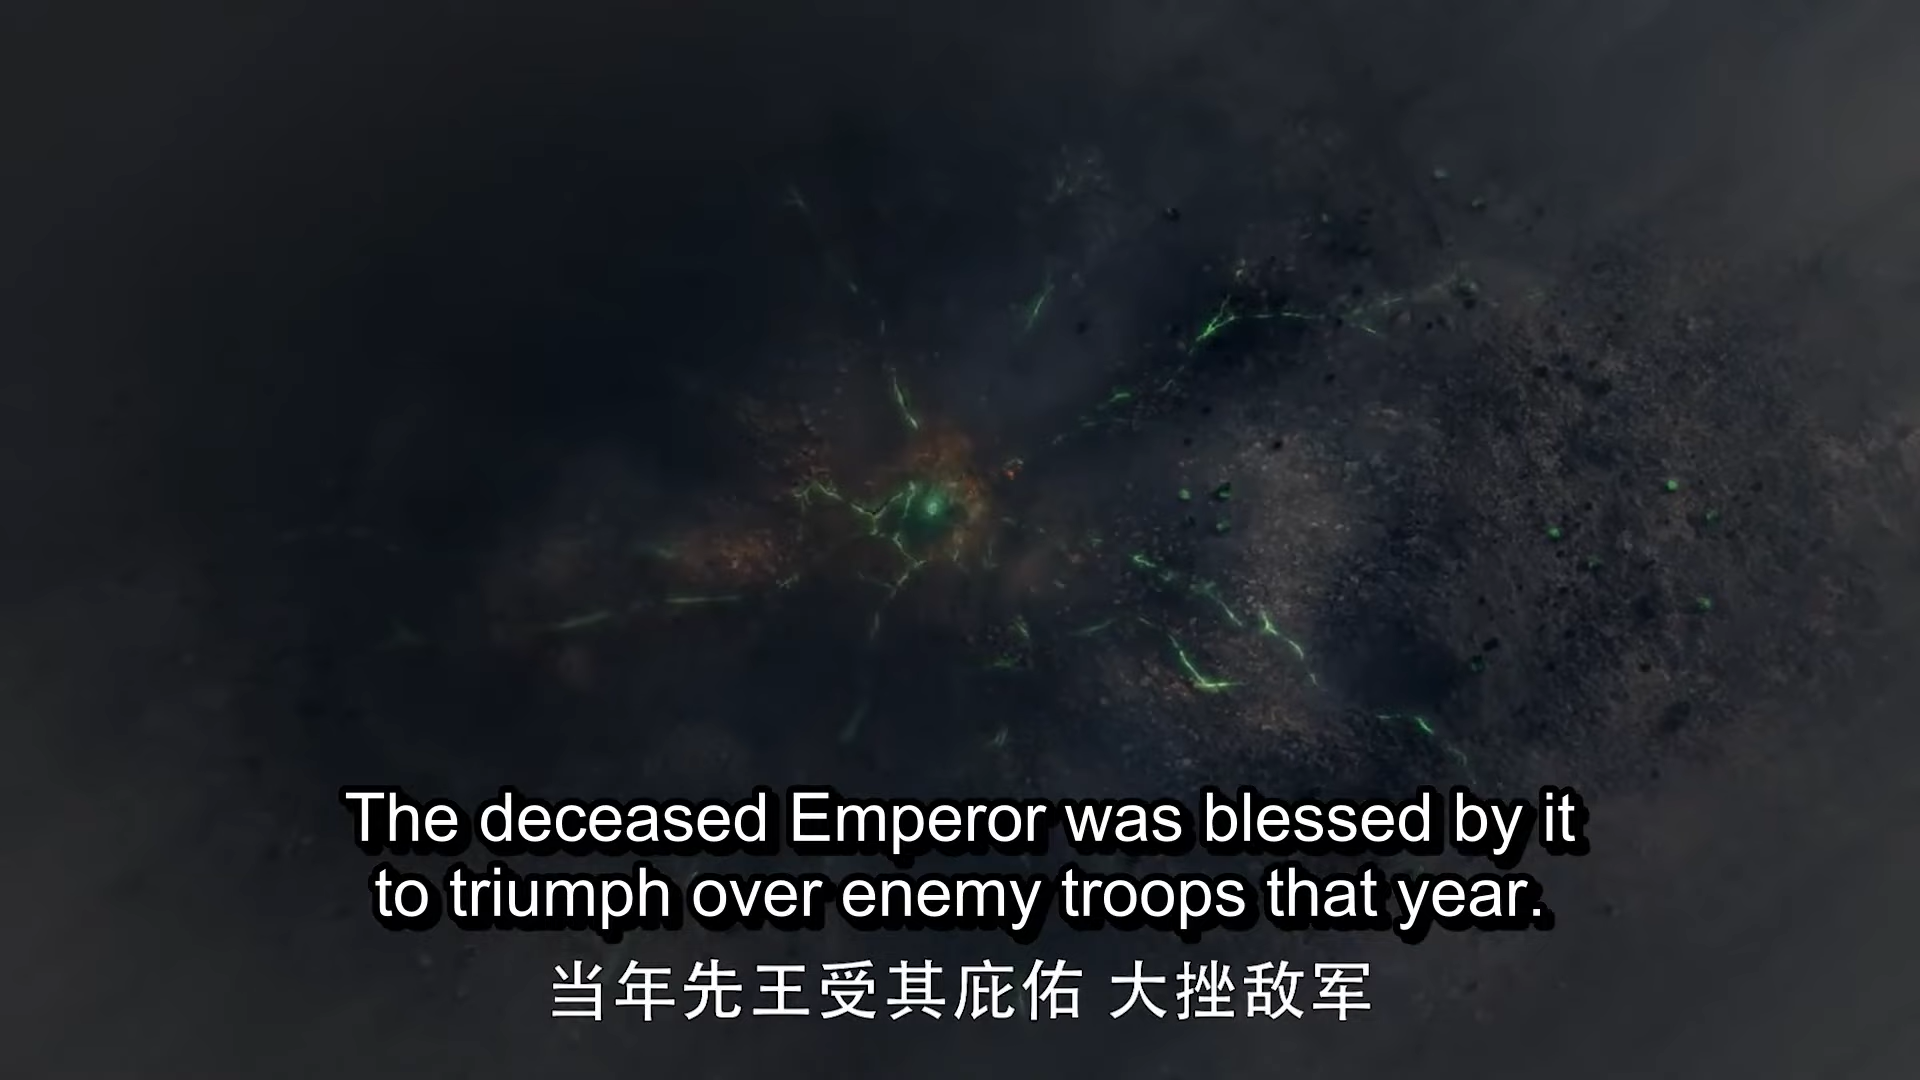 The deceased Emperor was blessed by it
to triumph over enemy troops that year.
当年先王受其庇佑 大挫敌军